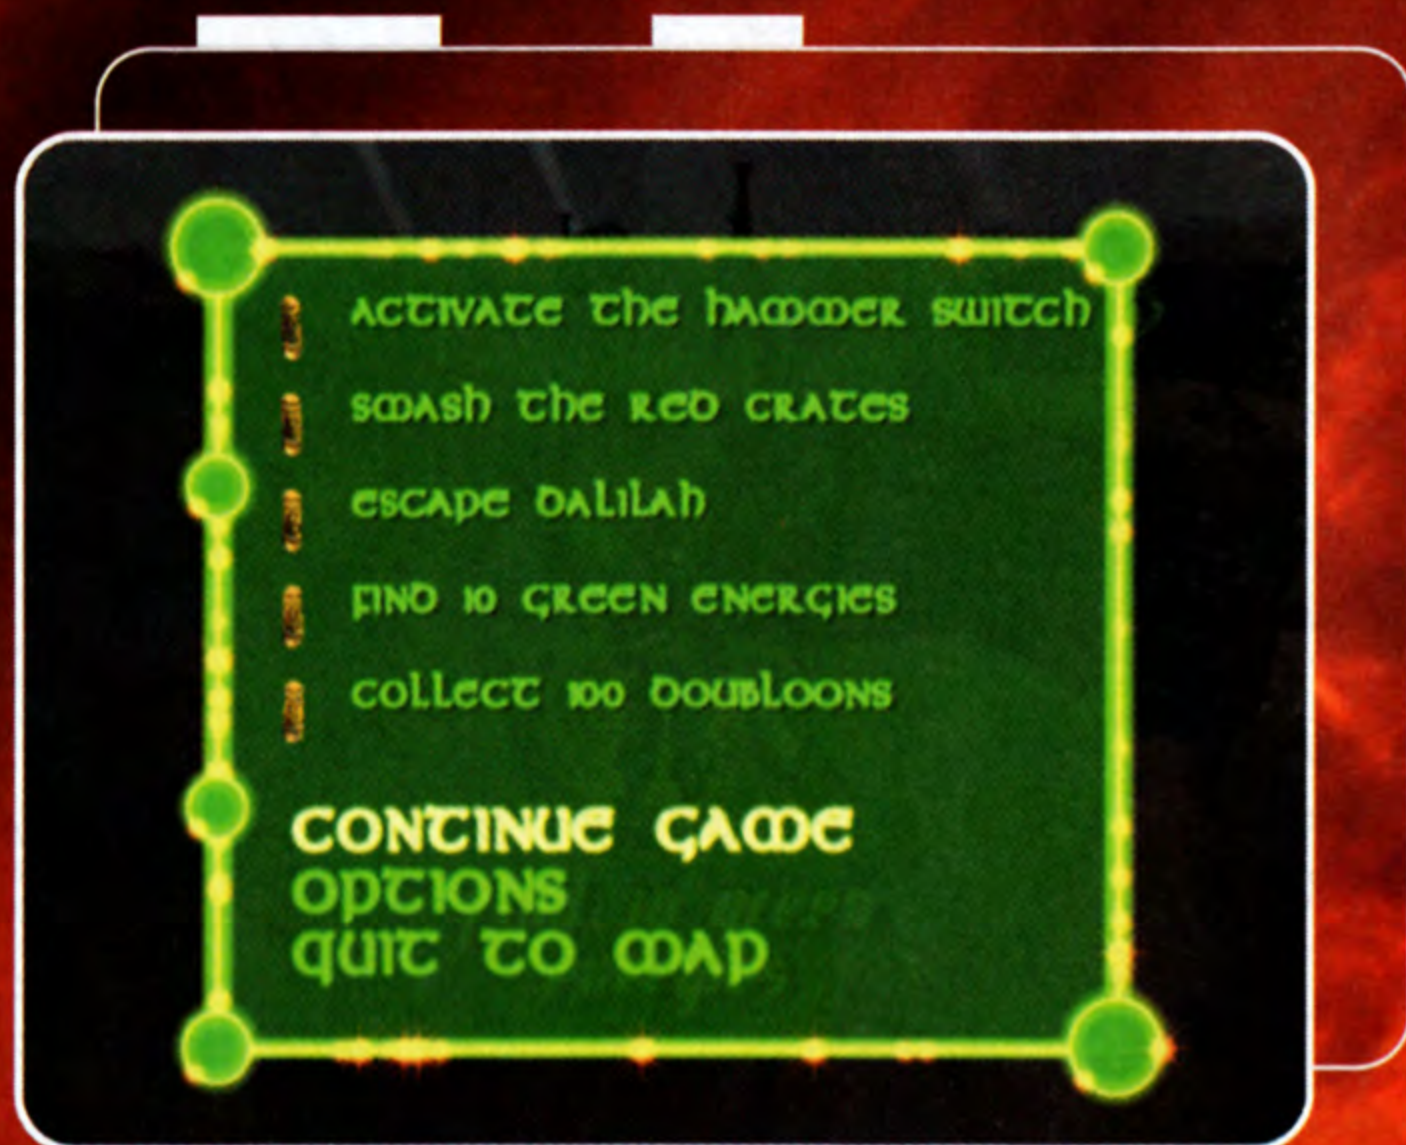 ACTIVATE THE HAMMER SWITCH
SMASH THE RED CRATES
ESCAPE DALILAH
FIND 10 GREEN ENERGIES
COLLECT 100 DOUBLOONS
CONTINUE GAME
OPTIONS
QUIT TO MAP